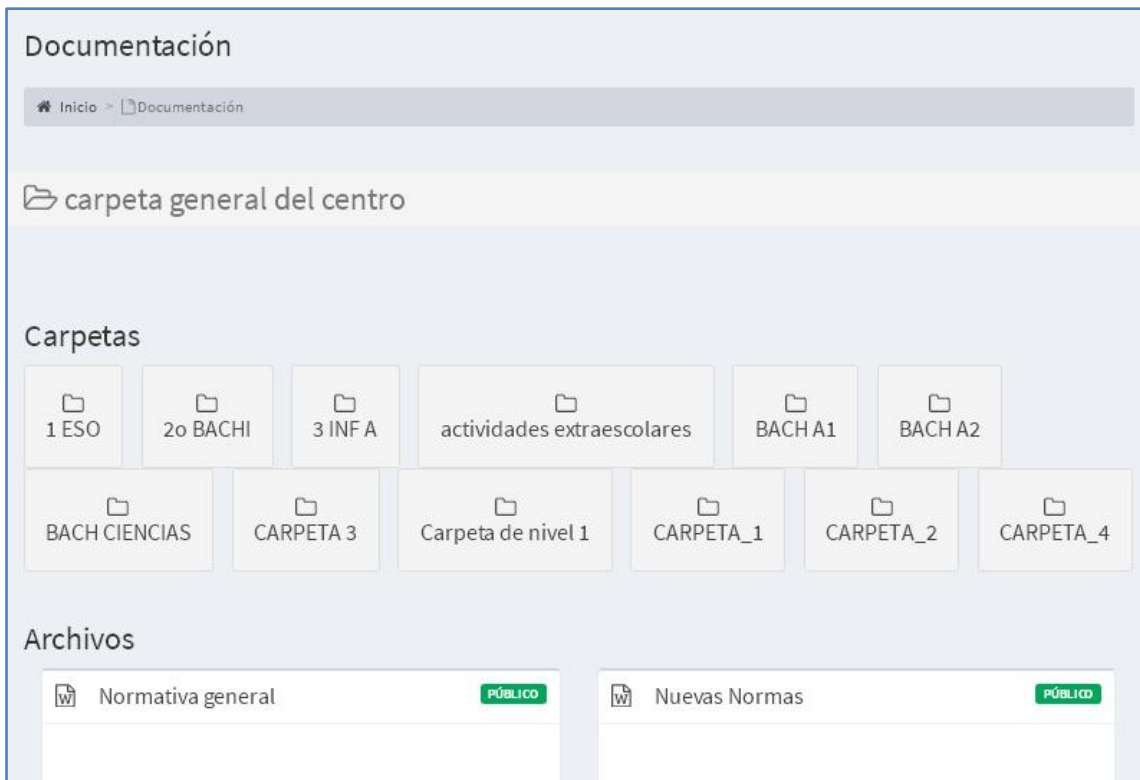 Documentación
Inicio > Documentación
carpeta general del centro
Carpetas
1 ESO 2o BACHI 3 INF A actividades extraescolares BACH A1 BACH A2
BACH CIENCIAS CARPETA 3 Carpeta de nivel 1 CARPETA_1 CARPETA_2 CARPETA_4
Archivos
Normativa general PÚBLICO Nuevas Normas PÚBLICO